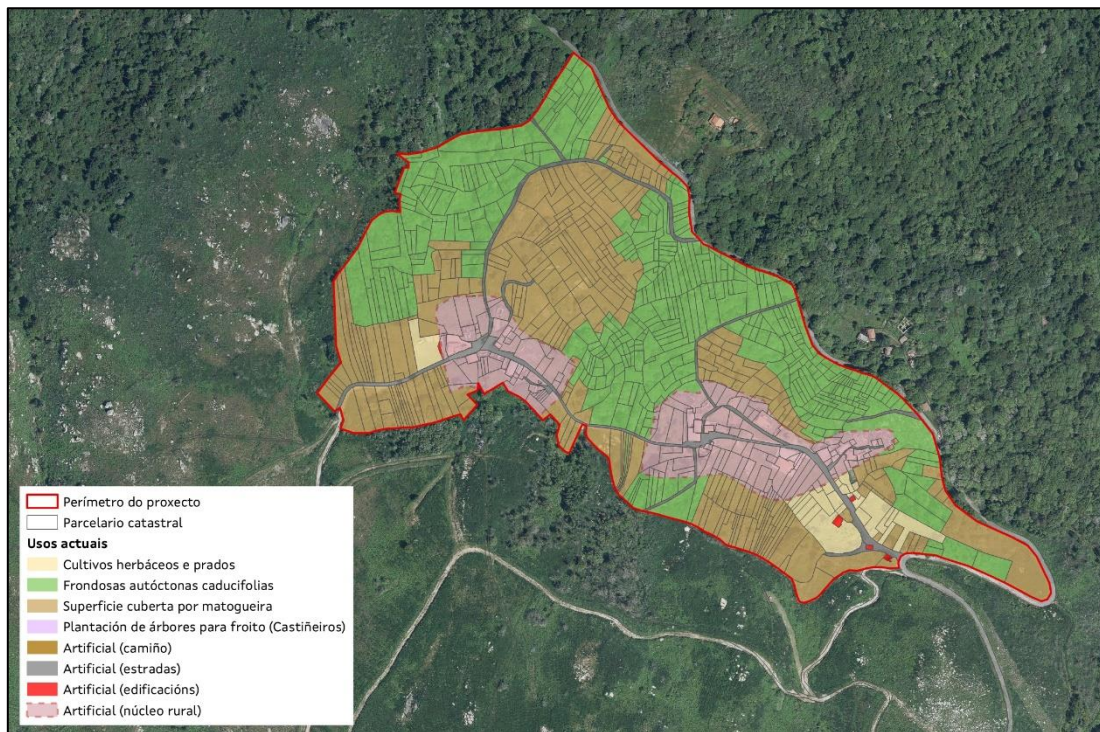 Perímetro do proxecto
Parcelario catastral
Usos actuais
Cultivos herbáceos e prados
Frondosas autóctonas caducifolias
Superficie cuberta por matogueira
Plantación de árbores para froito (Castiñeiros)
Artificial (camiño)
Artificial (estradas)
Artificial (edificacións)
Artificial (núcleo rural)